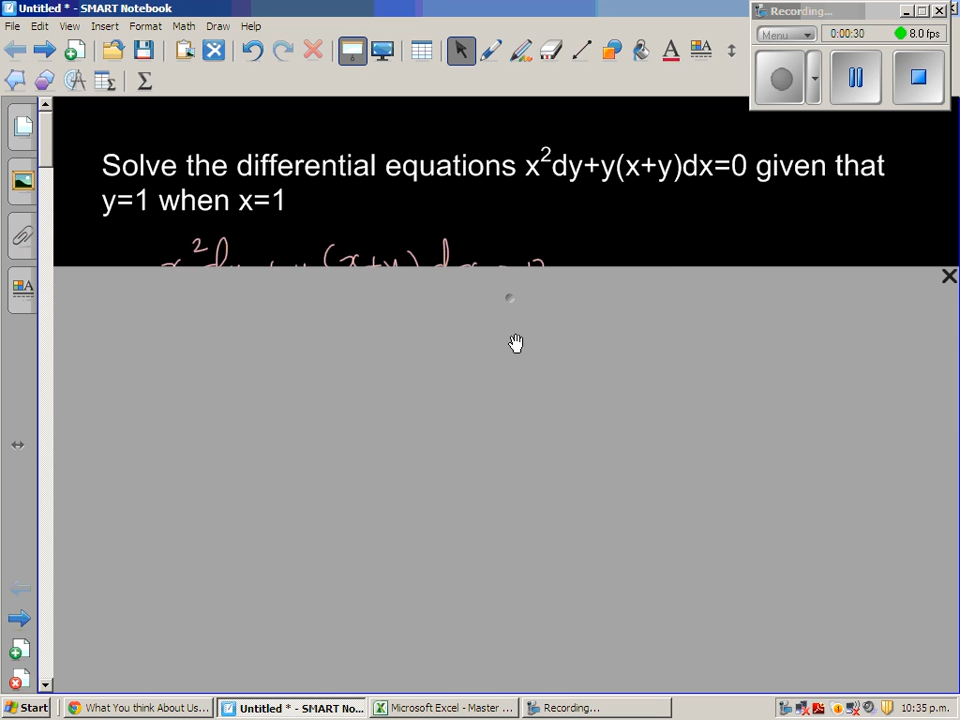 Untitled * - SMART Notebook
File Edit View Insert Format Math Draw Help
Recording...
Menu 0:00:30 8.0 fps
Solve the differential equations x²dy+y(x+y)dx=0 given that
y=1 when x=1
Start What You think About Us... Untitled * - SMART No... Microsoft Excel - Master ... Recording... 10:35 p.m.